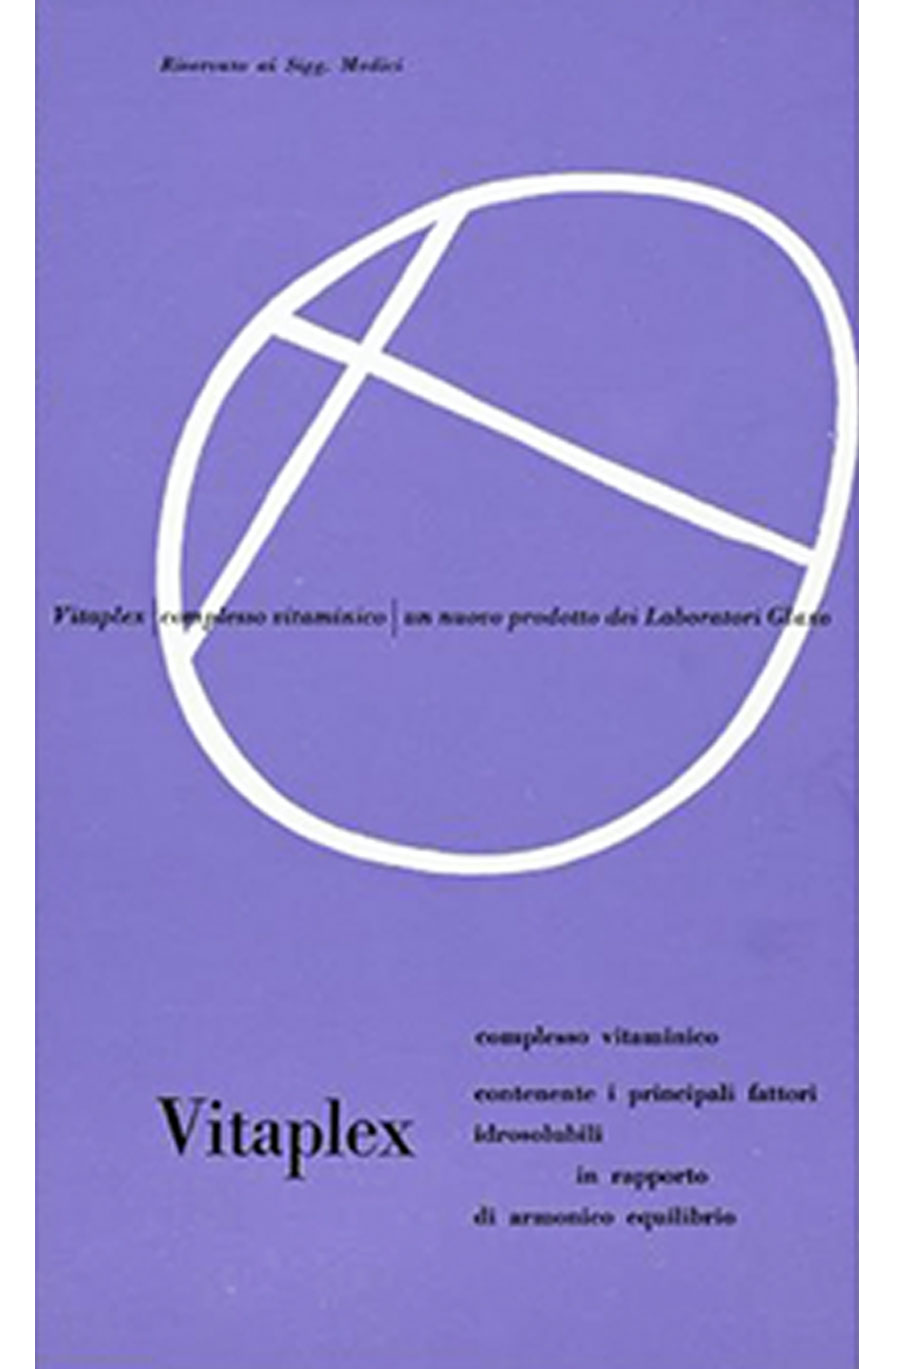 Riservato ai Sigg. Medici
Vitaplex | complesso vitaminico | un nuovo prodotto dei Laboratori Glaxo
complesso vitaminico
contenente i principali fattori
idrosolubili
in rapporto
di armonico equilibrio
Vitaplex